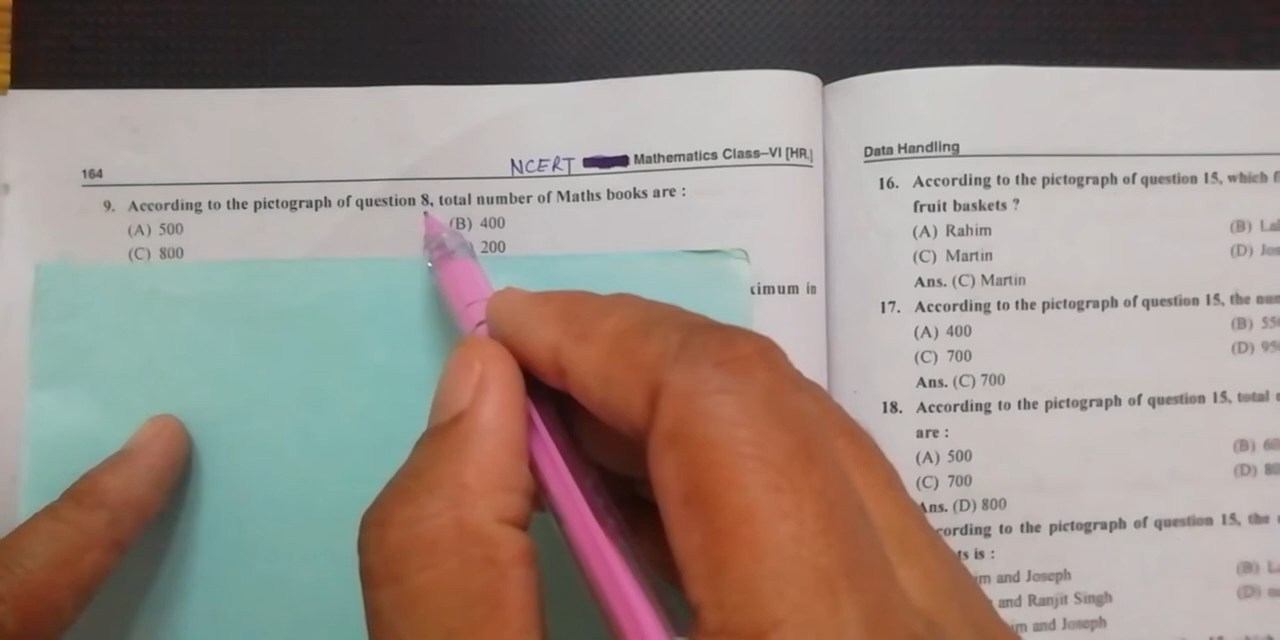 164
NCERT Mathematics Class–VI [HR.]
9. According to the pictograph of question 8, total number of Maths books are :
(A) 500
(B) 400
(C) 800
200
in
Data Handling
16. According to the pictograph of question 15, which
fruit baskets ?
(A) Rahim
(B)
(C) Martin
(D)
Ans. (C) Martin
17. According to the pictograph of question 15, the
(A) 400
(B)
(C) 700
(D)
Ans. (C) 700
18. According to the pictograph of question 15, total
are :
(A) 500
(B)
(C) 700
(D)
Ans. (D) 800
to the pictograph of question 15, the
is :
and Joseph
(B)
and Ranjit Singh
(D)
and Joseph